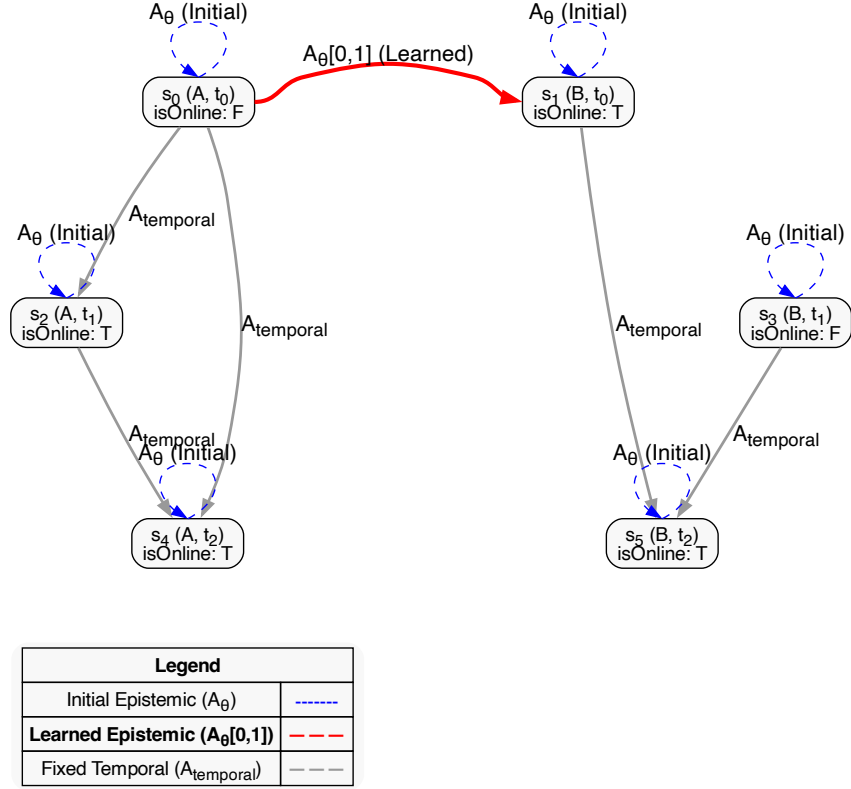 Aθ (Initial)
Aθ (Initial)
Aθ[0,1] (Learned)
s0 (A, t0)
isOnline: F
s1 (B, t0)
isOnline: T
Atemporal
Aθ (Initial)
Aθ (Initial)
s2 (A, t1)
isOnline: T
Atemporal
Atemporal
s3 (B, t1)
isOnline: F
Atemporal
Atemporal
Aθ (Initial)
Aθ (Initial)
s4 (A, t2)
isOnline: T
s5 (B, t2)
isOnline: T
Legend
Initial Epistemic (Aθ)
Learned Epistemic (Aθ[0,1])
Fixed Temporal (Atemporal)